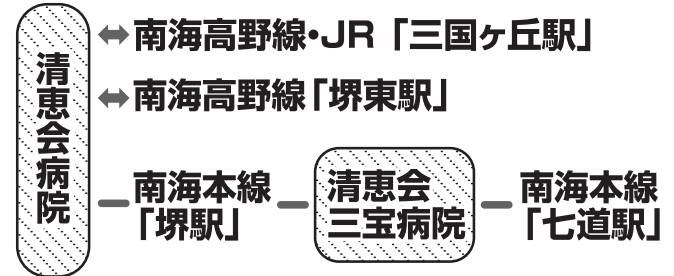 清恵会病院
南海高野線・JR「三国ヶ丘駅」
南海高野線「堺東駅」
南海本線
「堺駅」
清恵会
三宝病院
南海本線
「七道駅」